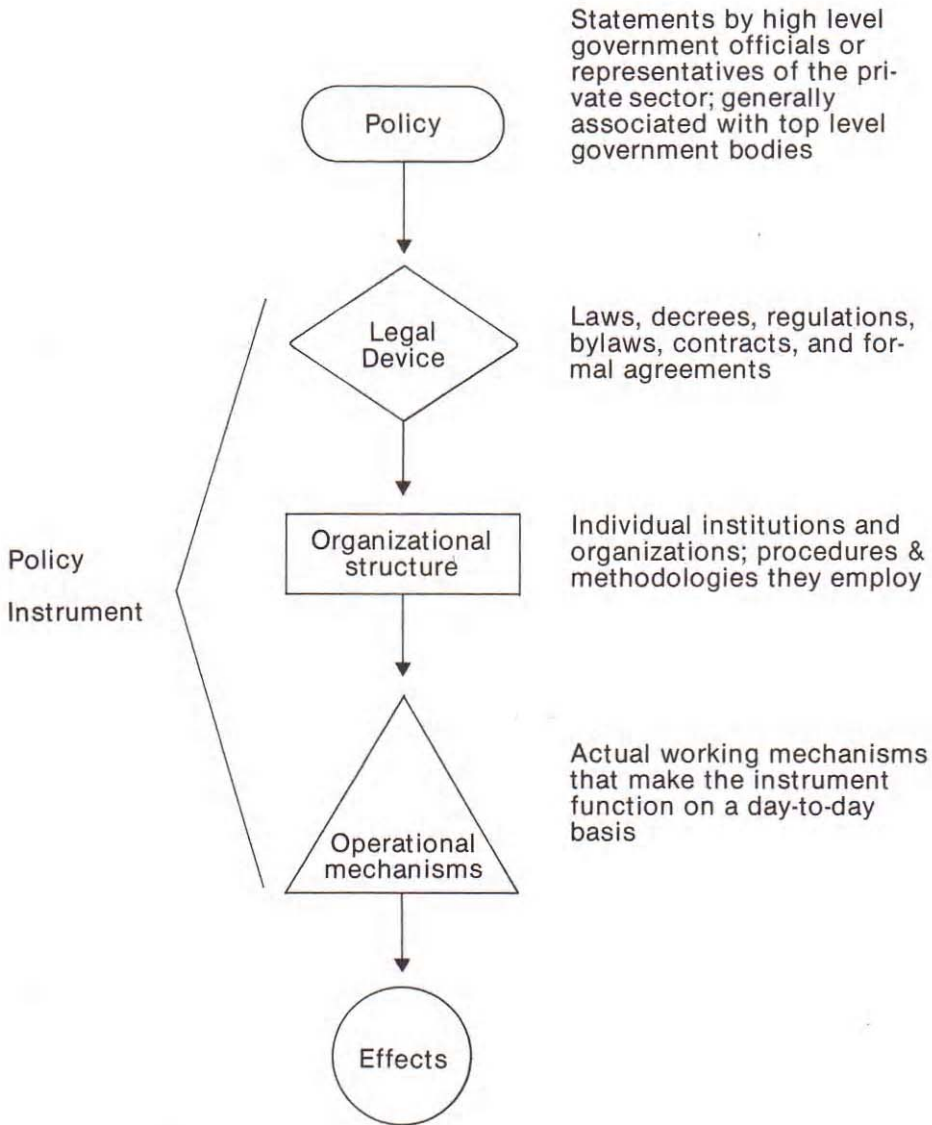 Statements by high level
government officials or
representatives of the pri-
vate sector; generally
associated with top level
government bodies
Policy
Legal
Device
Laws, decrees, regulations,
bylaws, contracts, and for-
mal agreements
Organizational
structure
Individual institutions and
organizations; procedures &
methodologies they employ
Policy
Instrument
Operational
mechanisms
Actual working mechanisms
that make the instrument
function on a day-to-day
basis
Effects